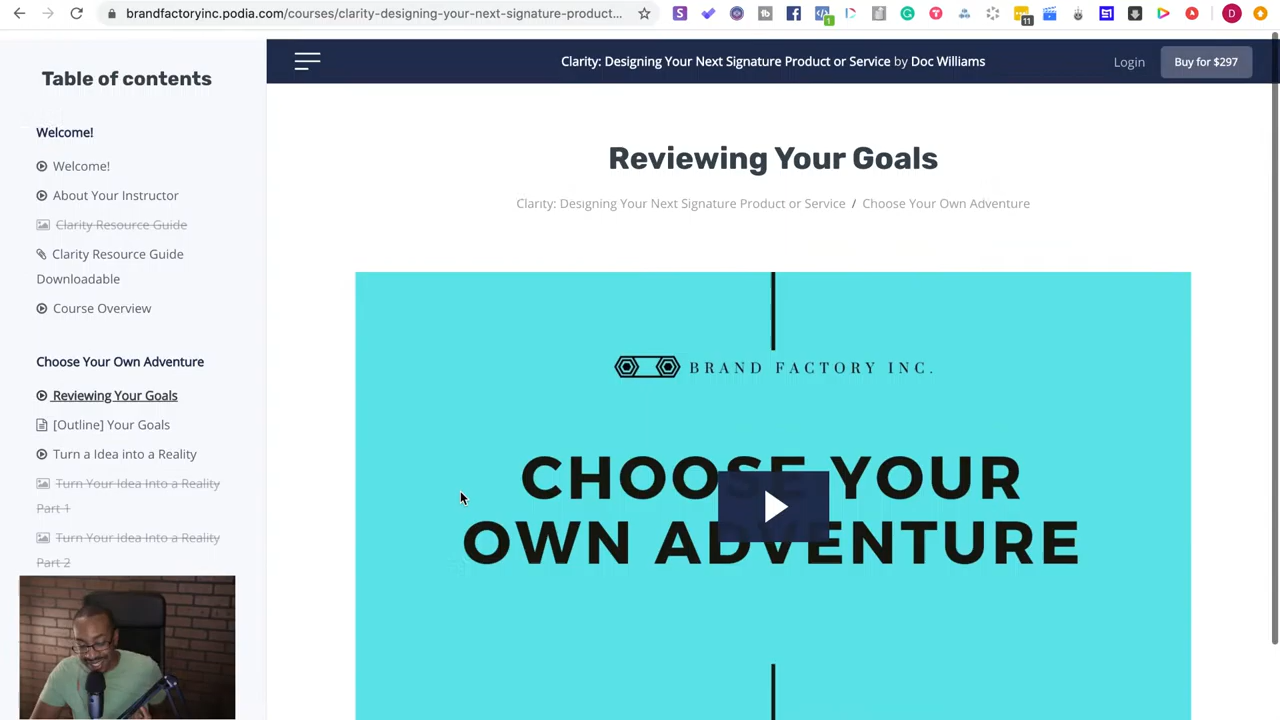 brandfactoryinc.podia.com/courses/clarity-designing-your-next-signature-product...
1
11
D
Table of contents
Welcome!
Welcome!
About Your Instructor
Clarity Resource Guide
Clarity Resource Guide
Downloadable
Course Overview
Choose Your Own Adventure
Reviewing Your Goals
[Outline] Your Goals
Turn a Idea into a Reality
Turn Your Idea Into a Reality
Part 1
Turn Your Idea Into a Reality
Part 2
Clarity: Designing Your Next Signature Product or Service by Doc Williams
Login
Buy for $297
Reviewing Your Goals
Clarity: Designing Your Next Signature Product or Service / Choose Your Own Adventure
BRAND FACTORY INC.
CHOOSE YOUR
OWN ADVENTURE